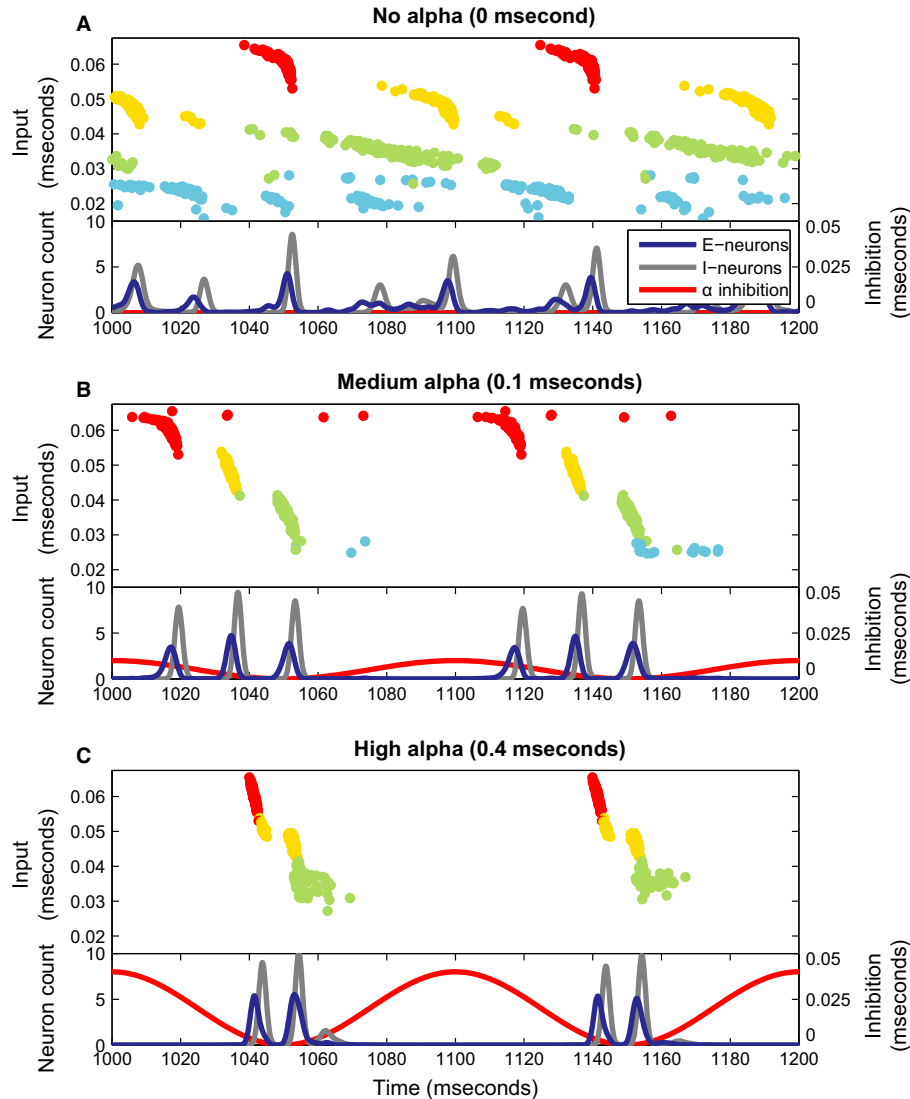 A
No alpha (0 msecond)
Input
(mseconds)
0.06
0.05
0.04
0.03
0.02
Neuron count
10
5
0
0.05
0.025
0
Inhibition
(mseconds)
E−neurons
I−neurons
α inhibition
1000 1020 1040 1060 1080 1100 1120 1140 1160 1180 1200
B
Medium alpha (0.1 mseconds)
Input
(mseconds)
0.06
0.05
0.04
0.03
0.02
Neuron count
10
5
0
0.05
0.025
0
Inhibition
(mseconds)
1000 1020 1040 1060 1080 1100 1120 1140 1160 1180 1200
C
High alpha (0.4 mseconds)
Input
(mseconds)
0.06
0.05
0.04
0.03
0.02
Neuron count
10
5
0
0.05
0.025
0
Inhibition
(mseconds)
1000 1020 1040 1060 1080 1100 1120 1140 1160 1180 1200
Time (mseconds)